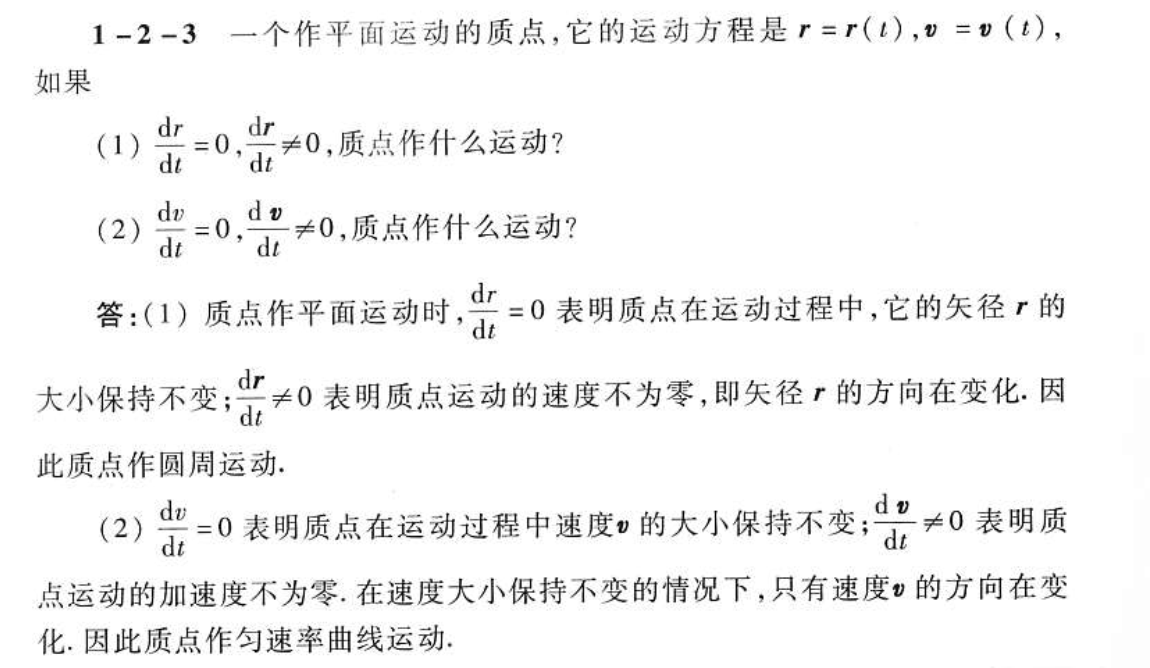 1-2-3 一个作平面运动的质点,它的运动方程是 r = r(t),v = v(t),
如果
(1) dr/dt = 0, dr/dt ≠ 0,质点作什么运动?
(2) dv/dt = 0, dv/dt ≠ 0,质点作什么运动?
答:(1) 质点作平面运动时, dr/dt = 0 表明质点在运动过程中,它的矢径 r 的
大小保持不变; dr/dt ≠ 0 表明质点运动的速度不为零,即矢径 r 的方向在变化. 因
此质点作圆周运动.
(2) dv/dt = 0 表明质点在运动过程中速度 v 的大小保持不变; dv/dt ≠ 0 表明质
点运动的加速度不为零. 在速度大小保持不变的情况下,只有速度 v 的方向在变
化. 因此质点作匀速率曲线运动.